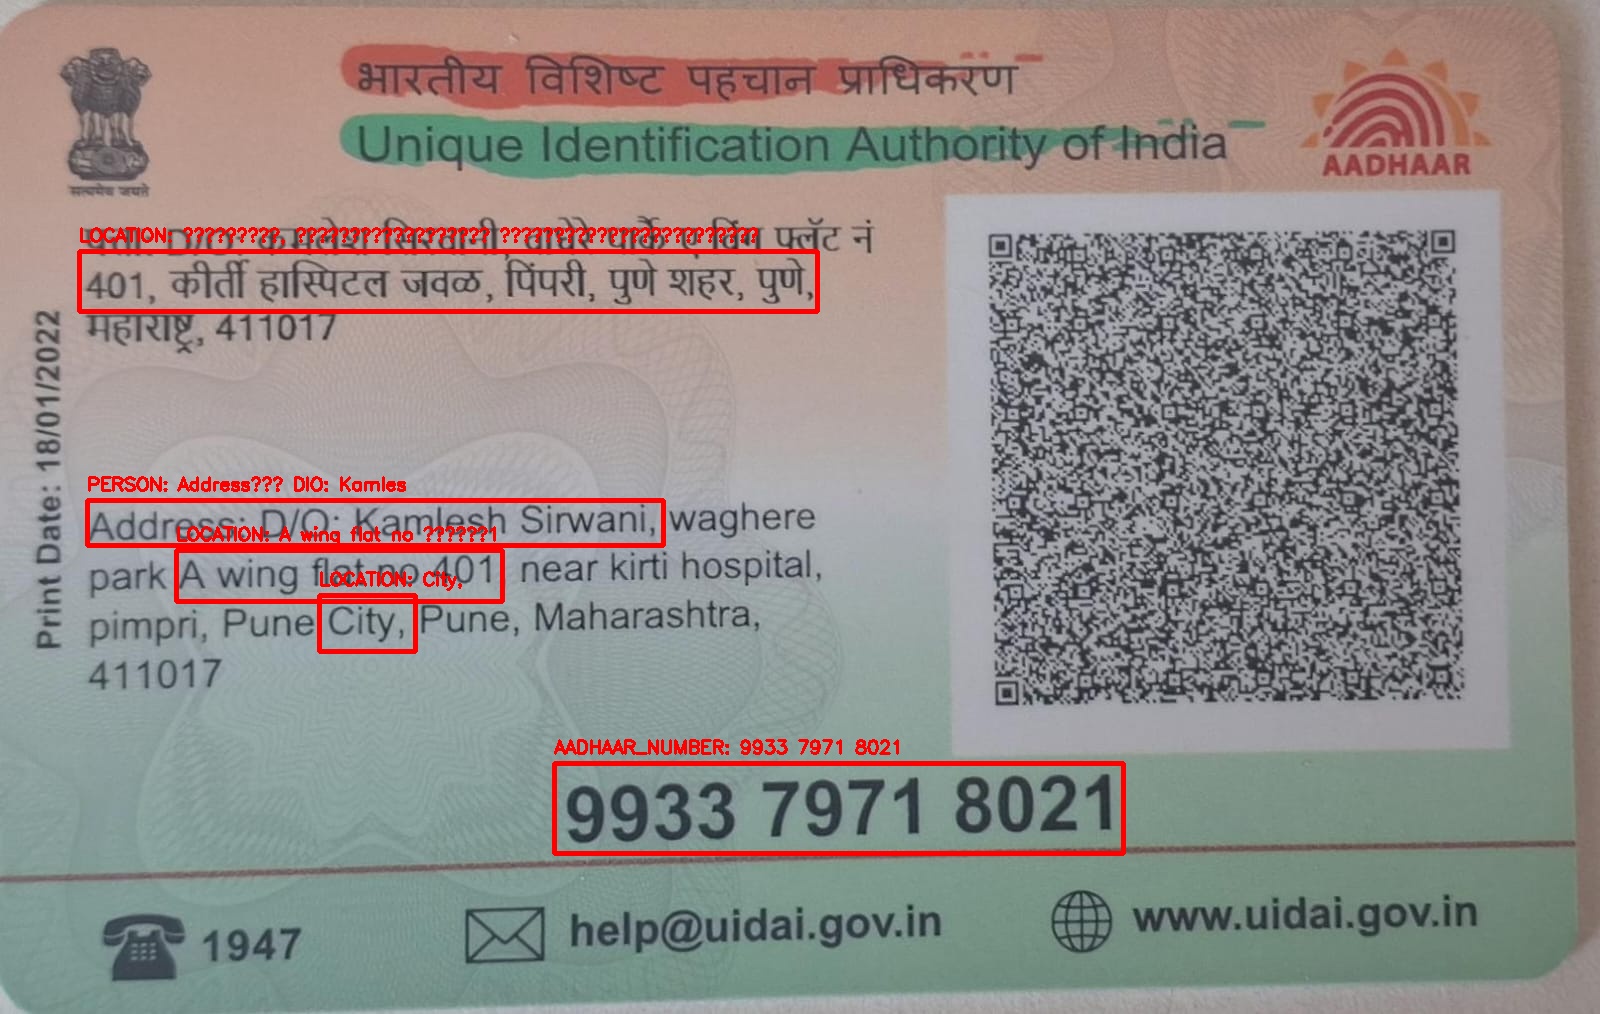 भारतीय विशिष्ट पहचान प्राधिकरण
Unique Identification Authority of India
सत्यमेव जयते
AADHAAR
LOCATION: ????????? ?????????????????? ????????????????????????
फ्लॅट नं
401, कीर्ती हास्पिटल जवळ, पिंपरी, पुणे शहर, पुणे,
महाराष्ट्र, 411017
Print Date: 18/01/2022
PERSON: Address??? DIO: Kamles
Address: D/O: Kamlesh Sirwani, waghere
LOCATION: A wing flat no ??????1
park A wing flat no 401 near kirti hospital,
LOCATION: City,
pimpri, Pune City, Pune, Maharashtra,
411017
AADHAAR_NUMBER: 9933 7971 8021
9933 7971 8021
1947
help@uidai.gov.in
www.uidai.gov.in